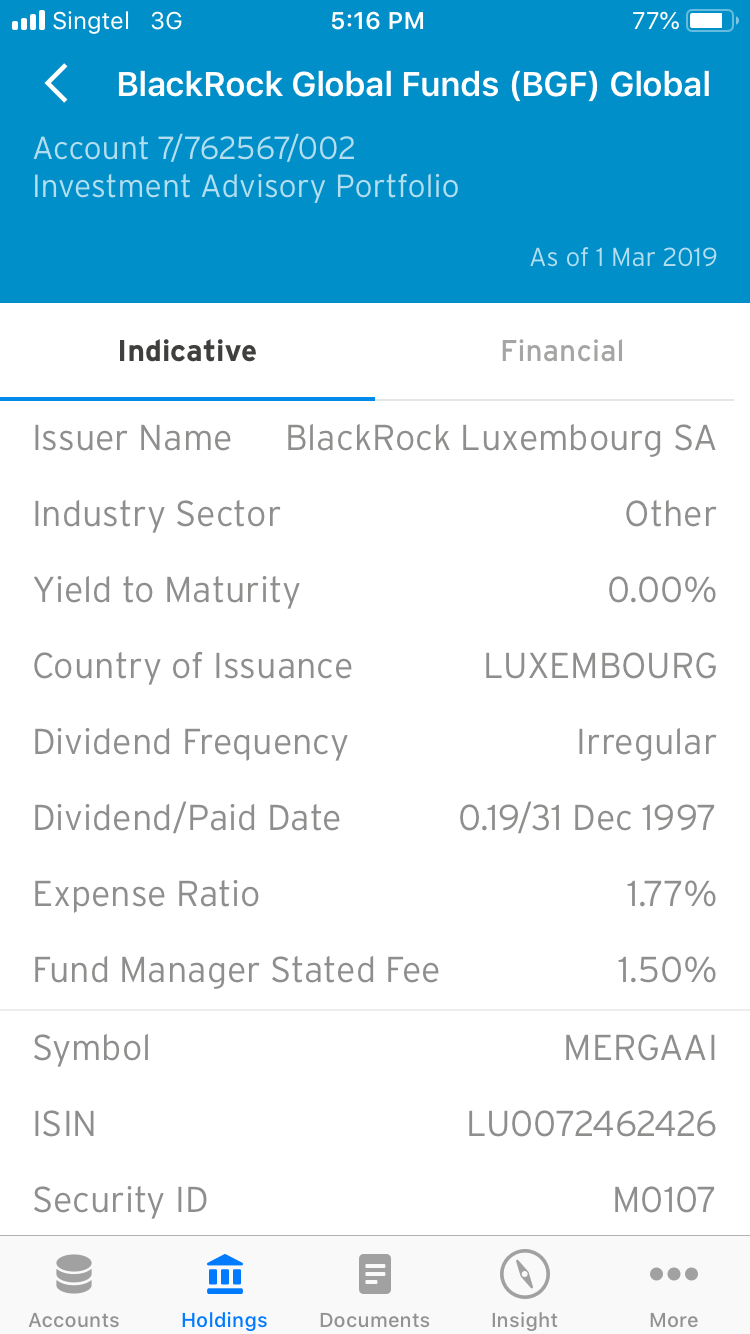 Singtel 3G 5:16 PM 77%
BlackRock Global Funds (BGF) Global
Account 7/762567/002
Investment Advisory Portfolio
As of 1 Mar 2019
Indicative Financial
Issuer Name BlackRock Luxembourg SA
Industry Sector Other
Yield to Maturity 0.00%
Country of Issuance LUXEMBOURG
Dividend Frequency Irregular
Dividend/Paid Date 0.19/31 Dec 1997
Expense Ratio 1.77%
Fund Manager Stated Fee 1.50%
Symbol MERGAAI
ISIN LU0072462426
Security ID M0107
Accounts Holdings Documents Insight More